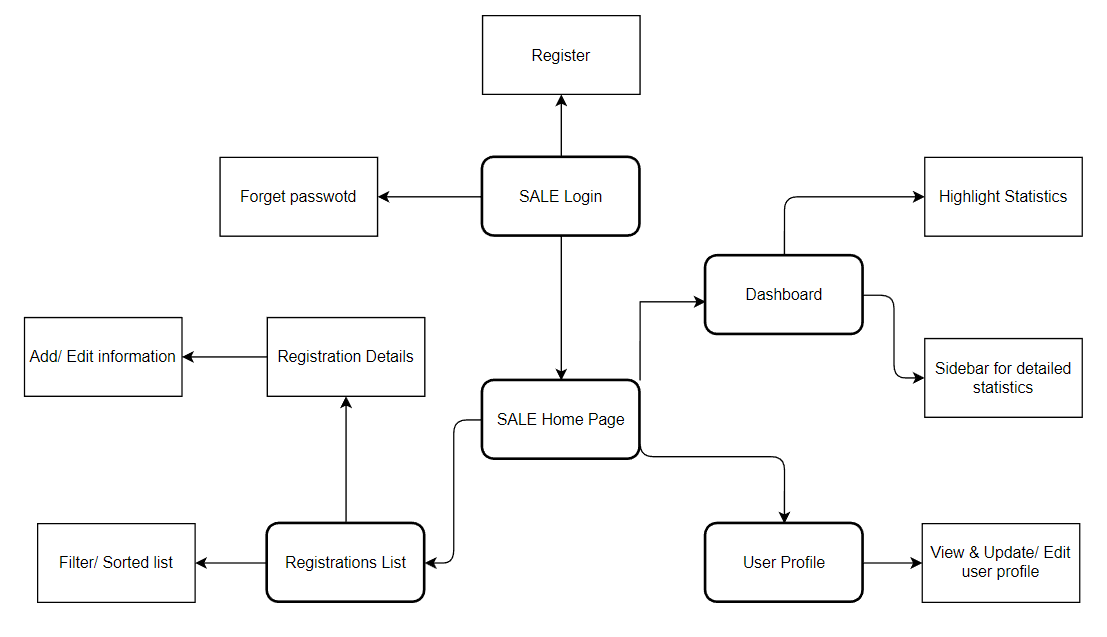 Register
Forget passwotd
SALE Login
Highlight Statistics
Dashboard
Add/ Edit information
Registration Details
Sidebar for detailed
statistics
SALE Home Page
Filter/ Sorted list
Registrations List
User Profile
View & Update/ Edit
user profile